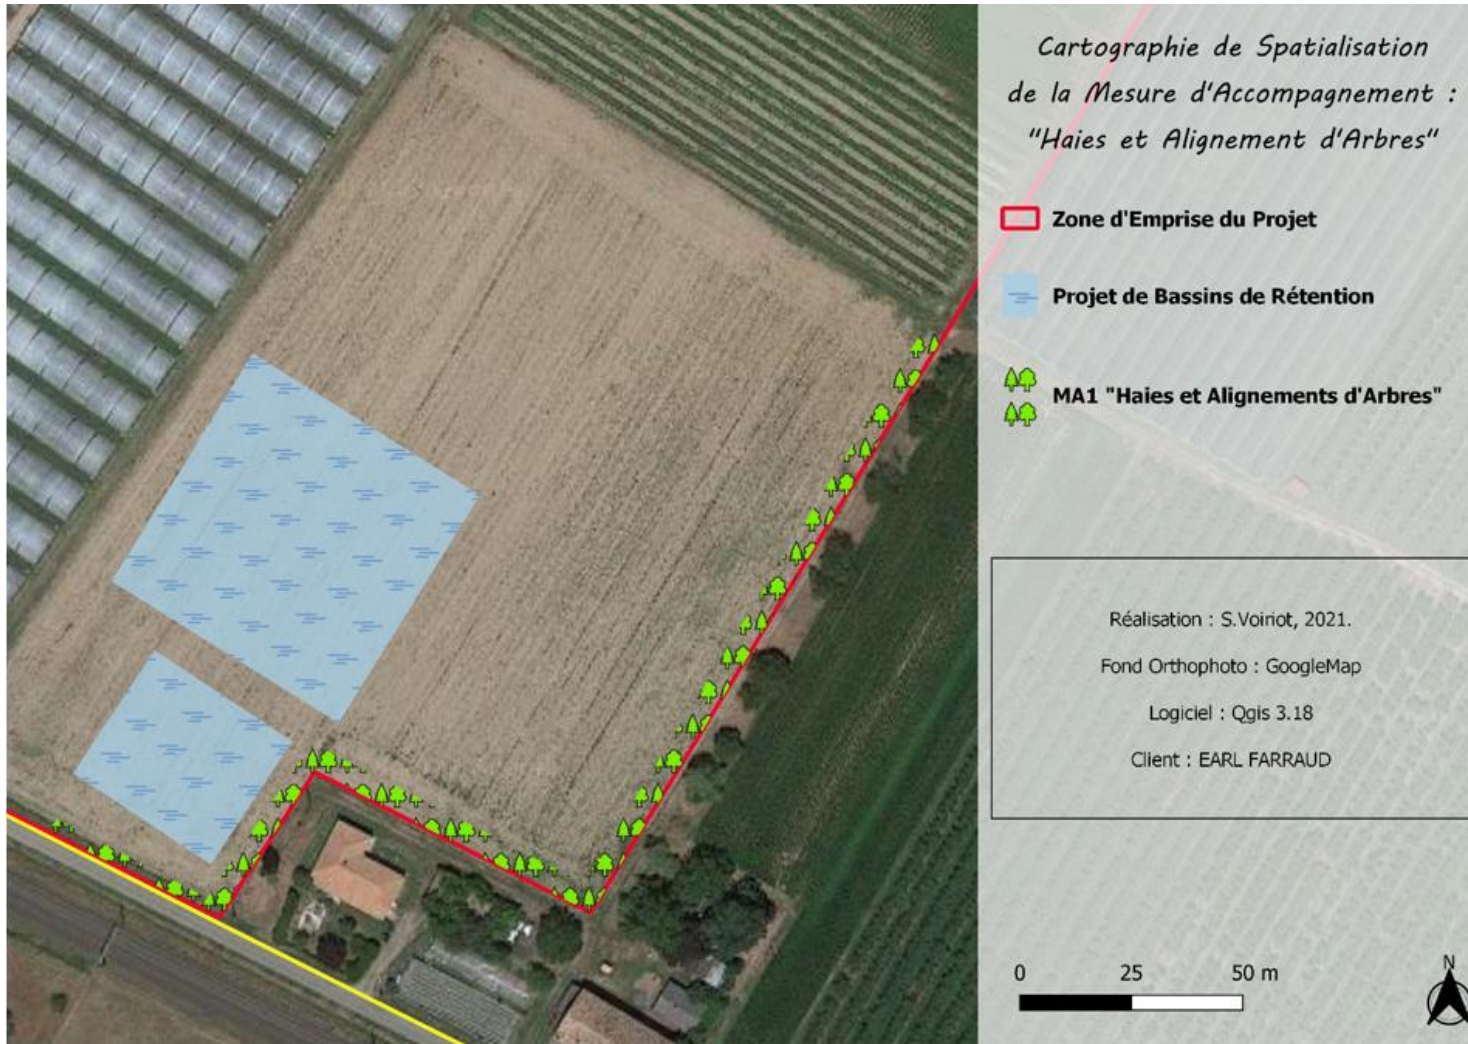 Cartographie de Spatialisation
de la Mesure d'Accompagnement :
"Haies et Alignement d'Arbres"
Zone d'Emprise du Projet
Projet de Bassins de Rétention
MA1 "Haies et Alignements d'Arbres"
Réalisation : S.Voiriot, 2021.
Fond Orthophoto : GoogleMap
Logiciel : Qgis 3.18
Client : EARL FARRAUD
0 25 50 m
N